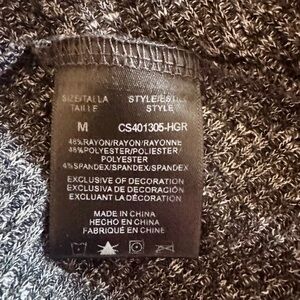 SIZE/TALLA STYLE/ESTILO
TAILLE STYLE
M CS401305-HGR
48%RAYON/RAYON/RAYONNE
48%POLYESTER/POLIESTER/
POLYESTER
4%SPANDEX/SPANDEX/SPANDEX
EXCLUSIVE OF DECORATION
EXCLUSIVA DE DECORACIÓN
EXCLUANT LA DÉCORATION
MADE IN CHINA
HECHO EN CHINA
FABRIQUÉ EN CHINE